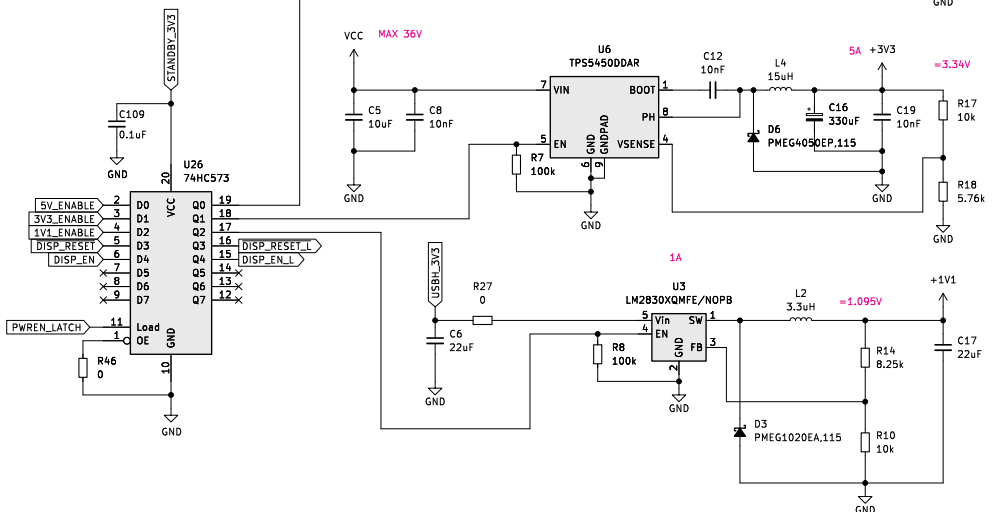 GND
STANDBY_3V3
C109
0.1uF
GND
U26
74HC573
20
VCC
5V_ENABLE 2 D0 Q0 19
3V3_ENABLE 3 D1 Q1 18
1V1_ENABLE 4 D2 Q2 17
DISP_RESET 5 D3 Q3 16 DISP_RESET_L
DISP_EN 6 D4 Q4 15 DISP_EN_L
7 D5 Q5 14
8 D6 Q6 13
9 D7 Q7 12
PWREN_LATCH 11 Load
1 OE
GND
10
R46
0
GND
VCC MAX 36V
C5
10uF
C8
10nF
GND
U6
TPS5450DDAR
7 VIN BOOT 1
PH 8
5 EN VSENSE 4
GND
GNDPAD
6 9
R7
100k
GND
C12
10nF
L4
15uH
D6
PMEG4050EP,115
C16
330uF
5A +3V3
C19
10nF
GND
=3.34V
R17
10k
R18
5.76k
GND
USBH_3V3
R27
0
C6
22uF
GND
1A
U3
LM2830XQMFE/NOPB
5 Vin SW 1
4 EN
FB 3
GND
2
R8
100k
GND
L2
3.3uH
=1.095V
+1V1
D3
PMEG1020EA,115
R14
8.25k
R10
10k
C17
22uF
GND